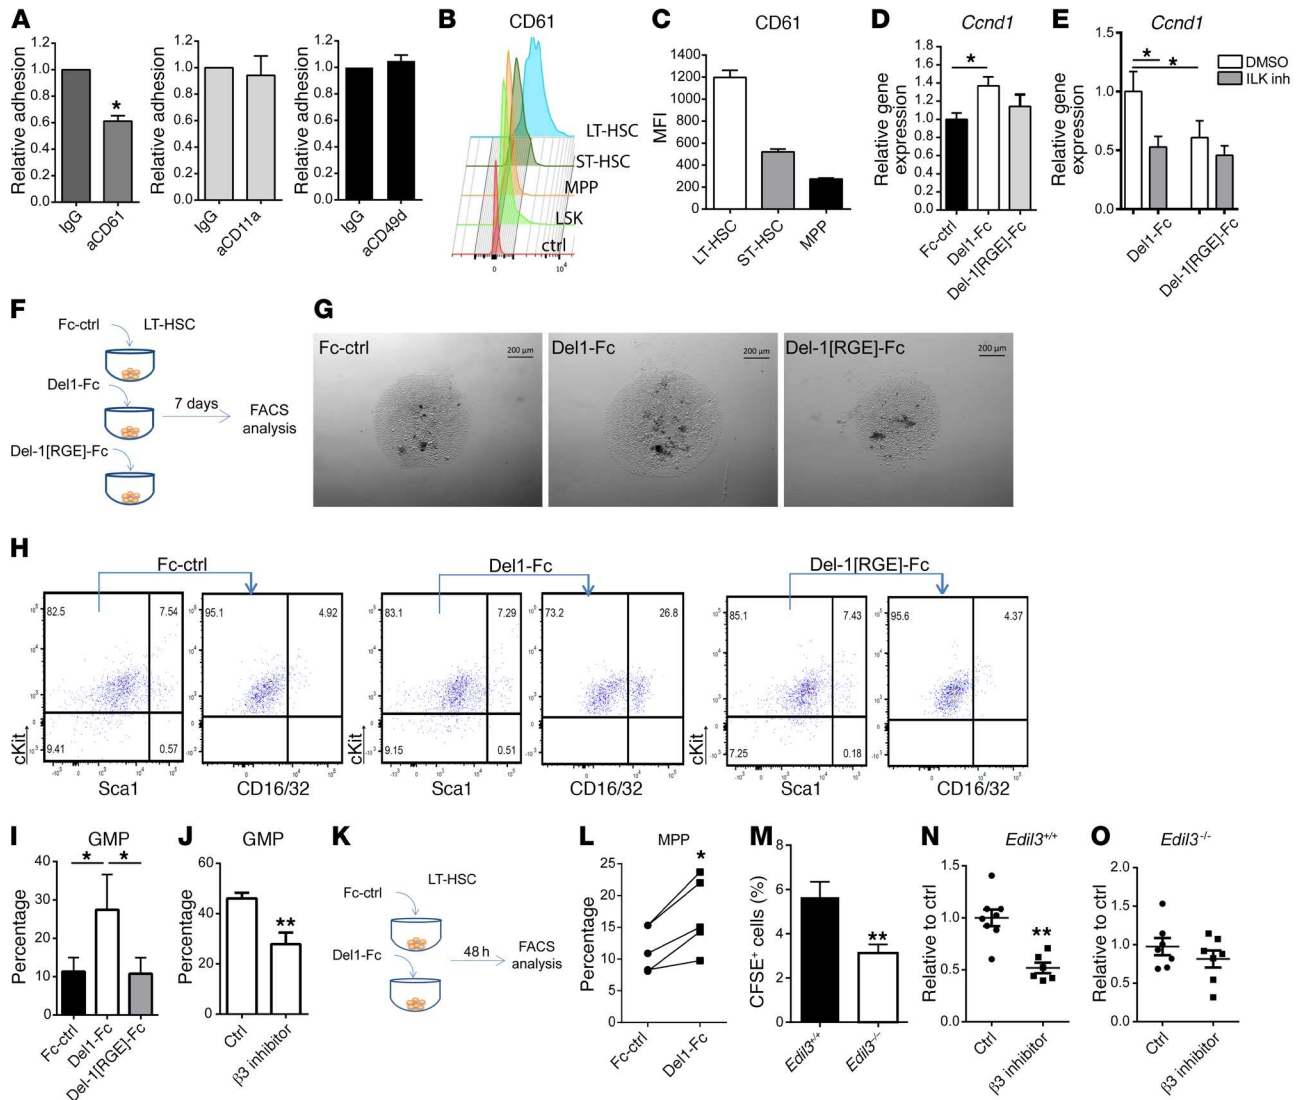 A
Relative adhesion
1.2
1.0
0.8
0.6
0.4
0.2
0.0
*
IgG
aCD61
Relative adhesion
1.2
1.0
0.8
0.6
0.4
0.2
0.0
IgG
aCD11a
Relative adhesion
1.2
1.0
0.8
0.6
0.4
0.2
0.0
IgG
aCD49d
B
CD61
LT-HSC
ST-HSC
MPP
LSK
ctrl
0
10⁴
C
CD61
MFI
1400
1200
1000
800
600
400
200
0
LT-HSC
ST-HSC
MPP
D
Ccnd1
Relative gene
expression
1.8
1.6
1.4
1.2
1.0
0.8
0.6
0.4
0.2
0.0
*
Fc-ctrl
Del1-Fc
Del-1[RGE]-Fc
E
Ccnd1
Relative gene
expression
1.5
1.0
0.5
0.0
*
*
DMSO
ILK inh
Del1-Fc
Del-1[RGE]-Fc
F
Fc-ctrl
LT-HSC
Del1-Fc
7 days
FACS
analysis
Del-1[RGE]-Fc
G
Fc-ctrl
200 µm
Del1-Fc
200 µm
Del-1[RGE]-Fc
200 µm
H
Fc-ctrl
82.5
7.54
9.41
0.57
cKit
Sca1
95.1
4.92
CD16/32
Del1-Fc
83.1
7.29
9.15
0.51
cKit
Sca1
73.2
26.8
CD16/32
Del-1[RGE]-Fc
85.1
7.43
7.25
0.18
cKit
Sca1
95.6
4.37
CD16/32
I
GMP
Percentage
40
30
20
10
0
*
*
Fc-ctrl
Del1-Fc
Del-1[RGE]-Fc
J
GMP
Percentage
60
40
20
0
**
Ctrl
β3 inhibitor
K
LT-HSC
Fc-ctrl
Del1-Fc
48 h
FACS
analysis
L
MPP
Percentage
25
20
15
10
5
0
*
Fc-ctrl
Del1-Fc
M
CFSE⁺ cells (%)
8
6
4
2
0
**
Edil3⁺/⁺
Edil3⁻/⁻
N
Edil3⁺/⁺
Relative to ctrl
1.5
1.0
0.5
0.0
**
Ctrl
β3 inhibitor
O
Edil3⁻/⁻
Relative to ctrl
2.0
1.5
1.0
0.5
0.0
Ctrl
β3 inhibitor